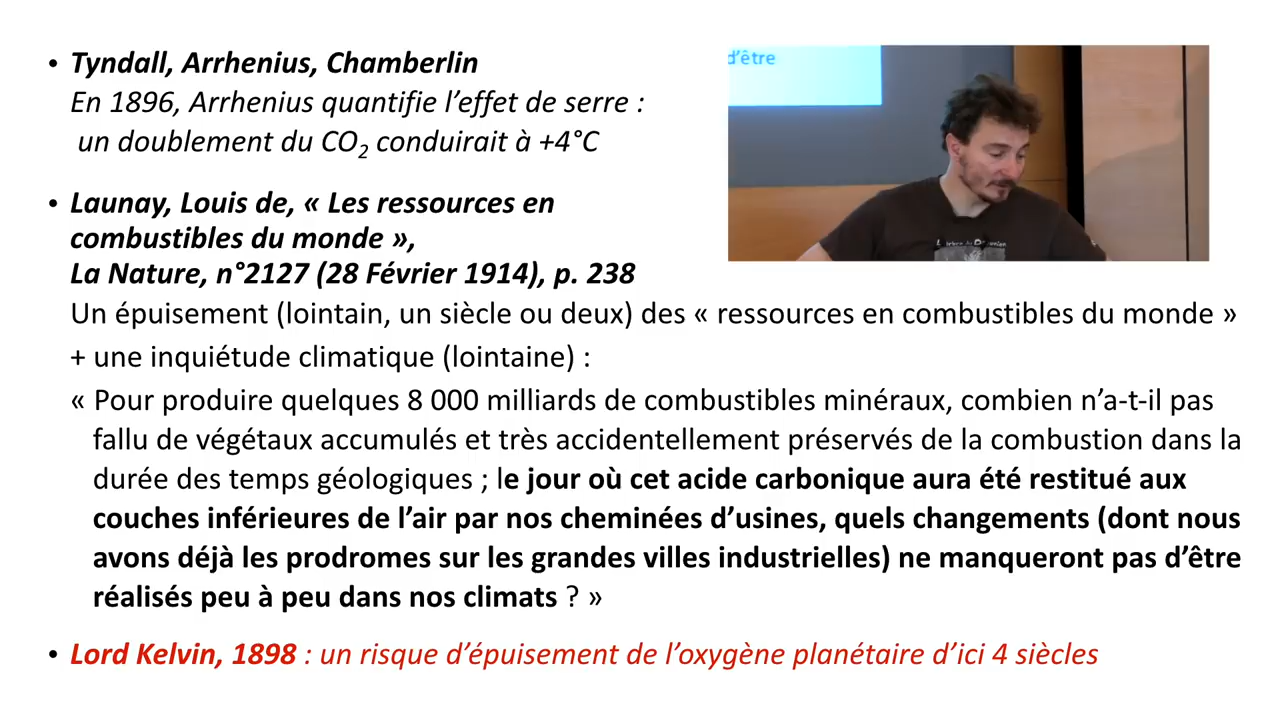 • Tyndall, Arrhenius, Chamberlin
En 1896, Arrhenius quantifie l’effet de serre :
un doublement du CO₂ conduirait à +4°C
• Launay, Louis de, « Les ressources en
combustibles du monde »,
La Nature, n°2127 (28 Février 1914), p. 238
Un épuisement (lointain, un siècle ou deux) des « ressources en combustibles du monde »
+ une inquiétude climatique (lointaine) :
« Pour produire quelques 8 000 milliards de combustibles minéraux, combien n’a-t-il pas
fallu de végétaux accumulés et très accidentellement préservés de la combustion dans la
durée des temps géologiques ; le jour où cet acide carbonique aura été restitué aux
couches inférieures de l’air par nos cheminées d’usines, quels changements (dont nous
avons déjà les prodromes sur les grandes villes industrielles) ne manqueront pas d’être
réalisés peu à peu dans nos climats ? »
• Lord Kelvin, 1898 : un risque d’épuisement de l’oxygène planétaire d’ici 4 siècles
d’être